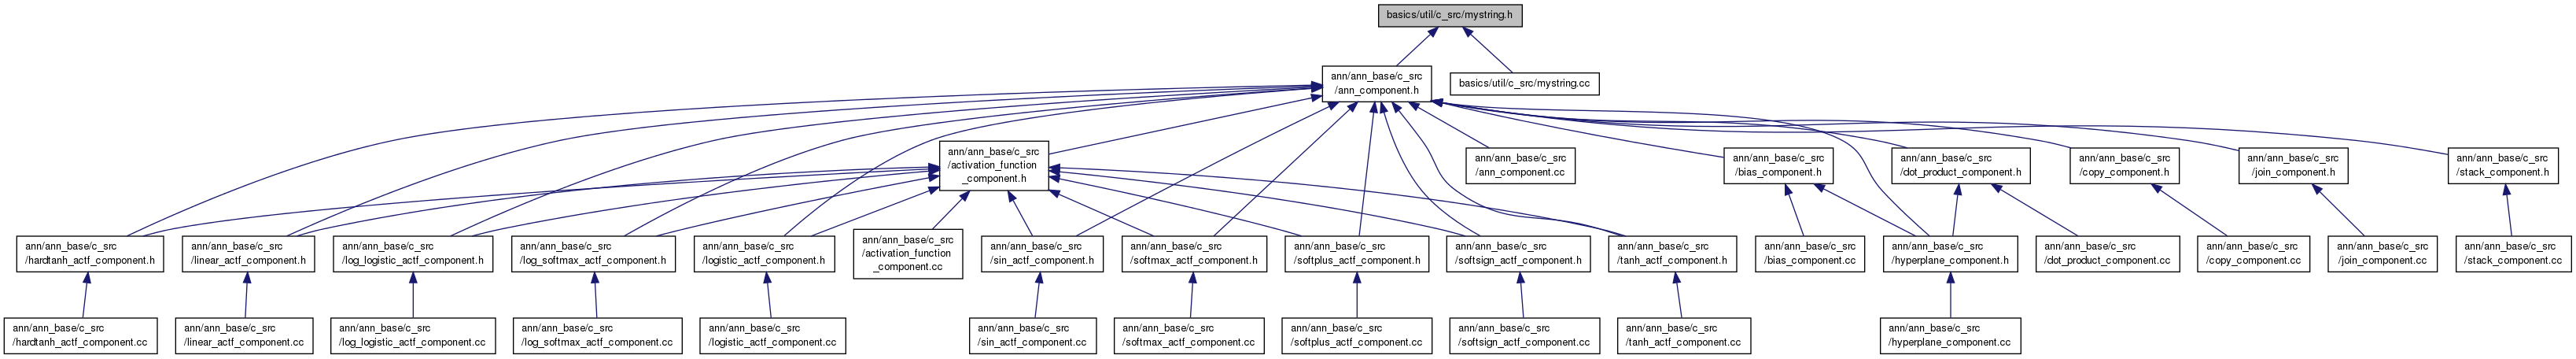 basics/util/c_src/mystring.h
ann/ann_base/c_src
/ann_component.h
basics/util/c_src/mystring.cc
ann/ann_base/c_src
/activation_function
_component.h
ann/ann_base/c_src
/ann_component.cc
ann/ann_base/c_src
/bias_component.h
ann/ann_base/c_src
/dot_product_component.h
ann/ann_base/c_src
/copy_component.h
ann/ann_base/c_src
/join_component.h
ann/ann_base/c_src
/stack_component.h
ann/ann_base/c_src
/hardtanh_actf_component.h
ann/ann_base/c_src
/linear_actf_component.h
ann/ann_base/c_src
/log_logistic_actf_component.h
ann/ann_base/c_src
/log_softmax_actf_component.h
ann/ann_base/c_src
/logistic_actf_component.h
ann/ann_base/c_src
/activation_function
_component.cc
ann/ann_base/c_src
/sin_actf_component.h
ann/ann_base/c_src
/softmax_actf_component.h
ann/ann_base/c_src
/softplus_actf_component.h
ann/ann_base/c_src
/softsign_actf_component.h
ann/ann_base/c_src
/tanh_actf_component.h
ann/ann_base/c_src
/bias_component.cc
ann/ann_base/c_src
/hyperplane_component.h
ann/ann_base/c_src
/dot_product_component.cc
ann/ann_base/c_src
/copy_component.cc
ann/ann_base/c_src
/join_component.cc
ann/ann_base/c_src
/stack_component.cc
ann/ann_base/c_src
/hardtanh_actf_component.cc
ann/ann_base/c_src
/linear_actf_component.cc
ann/ann_base/c_src
/log_logistic_actf_component.cc
ann/ann_base/c_src
/log_softmax_actf_component.cc
ann/ann_base/c_src
/logistic_actf_component.cc
ann/ann_base/c_src
/sin_actf_component.cc
ann/ann_base/c_src
/softmax_actf_component.cc
ann/ann_base/c_src
/softplus_actf_component.cc
ann/ann_base/c_src
/softsign_actf_component.cc
ann/ann_base/c_src
/tanh_actf_component.cc
ann/ann_base/c_src
/hyperplane_component.cc